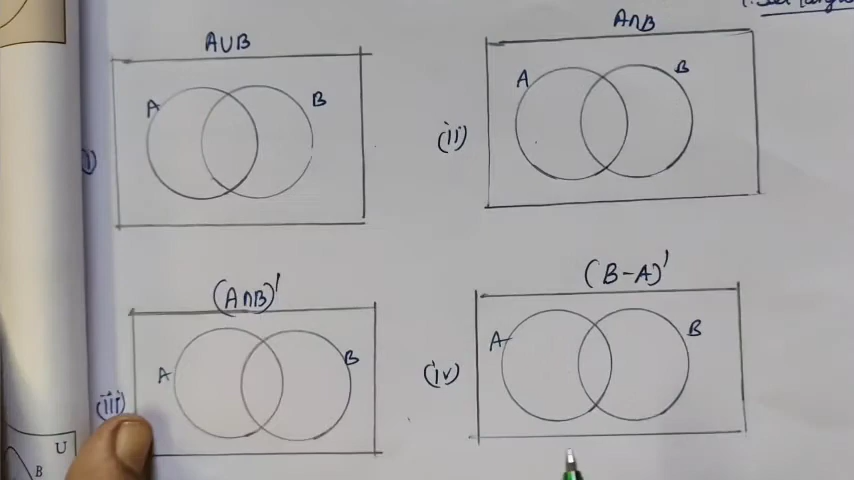 A∪B
A B
(i)
A∩B
A B
(ii)
(A∩B)'
A B
(iii)
(B-A)'
A B
(iv)
U
B